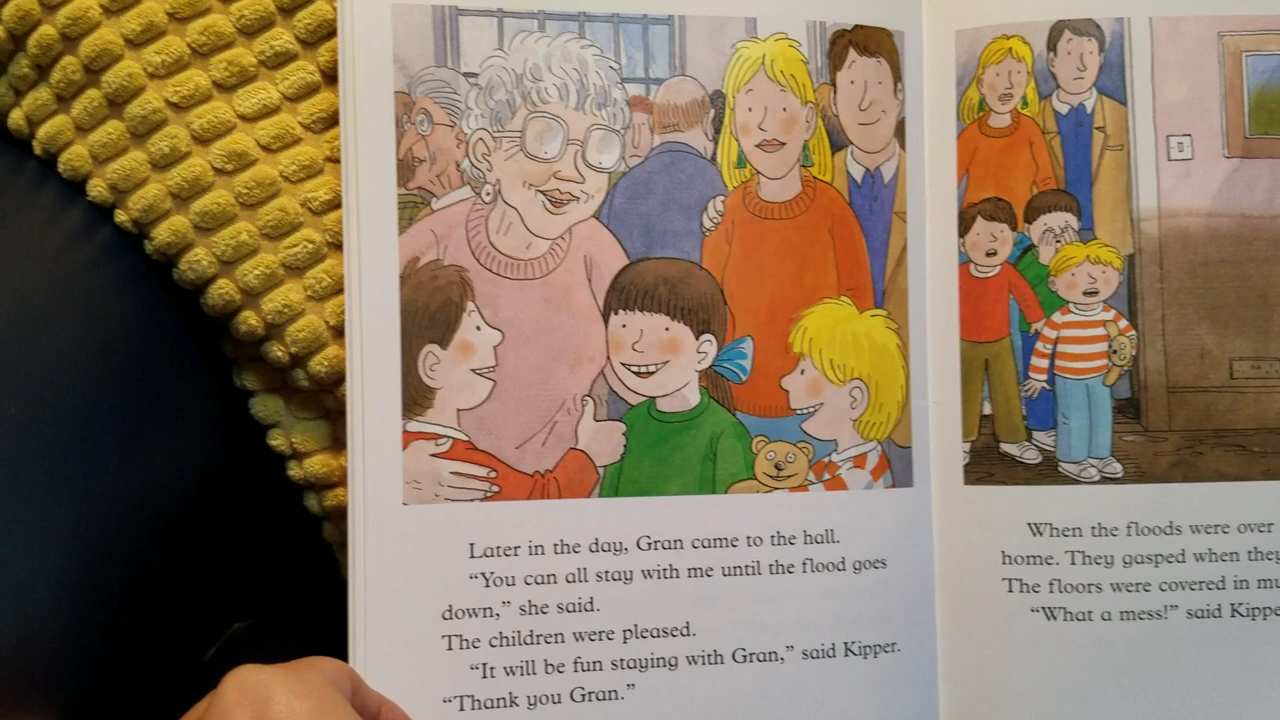 Later in the day, Gran came to the hall.
“You can all stay with me until the flood goes
down,” she said.
The children were pleased.
“It will be fun staying with Gran,” said Kipper.
“Thank you Gran.”
When the floods were over
home. They gasped when they
The floors were covered in
“What a mess!” said